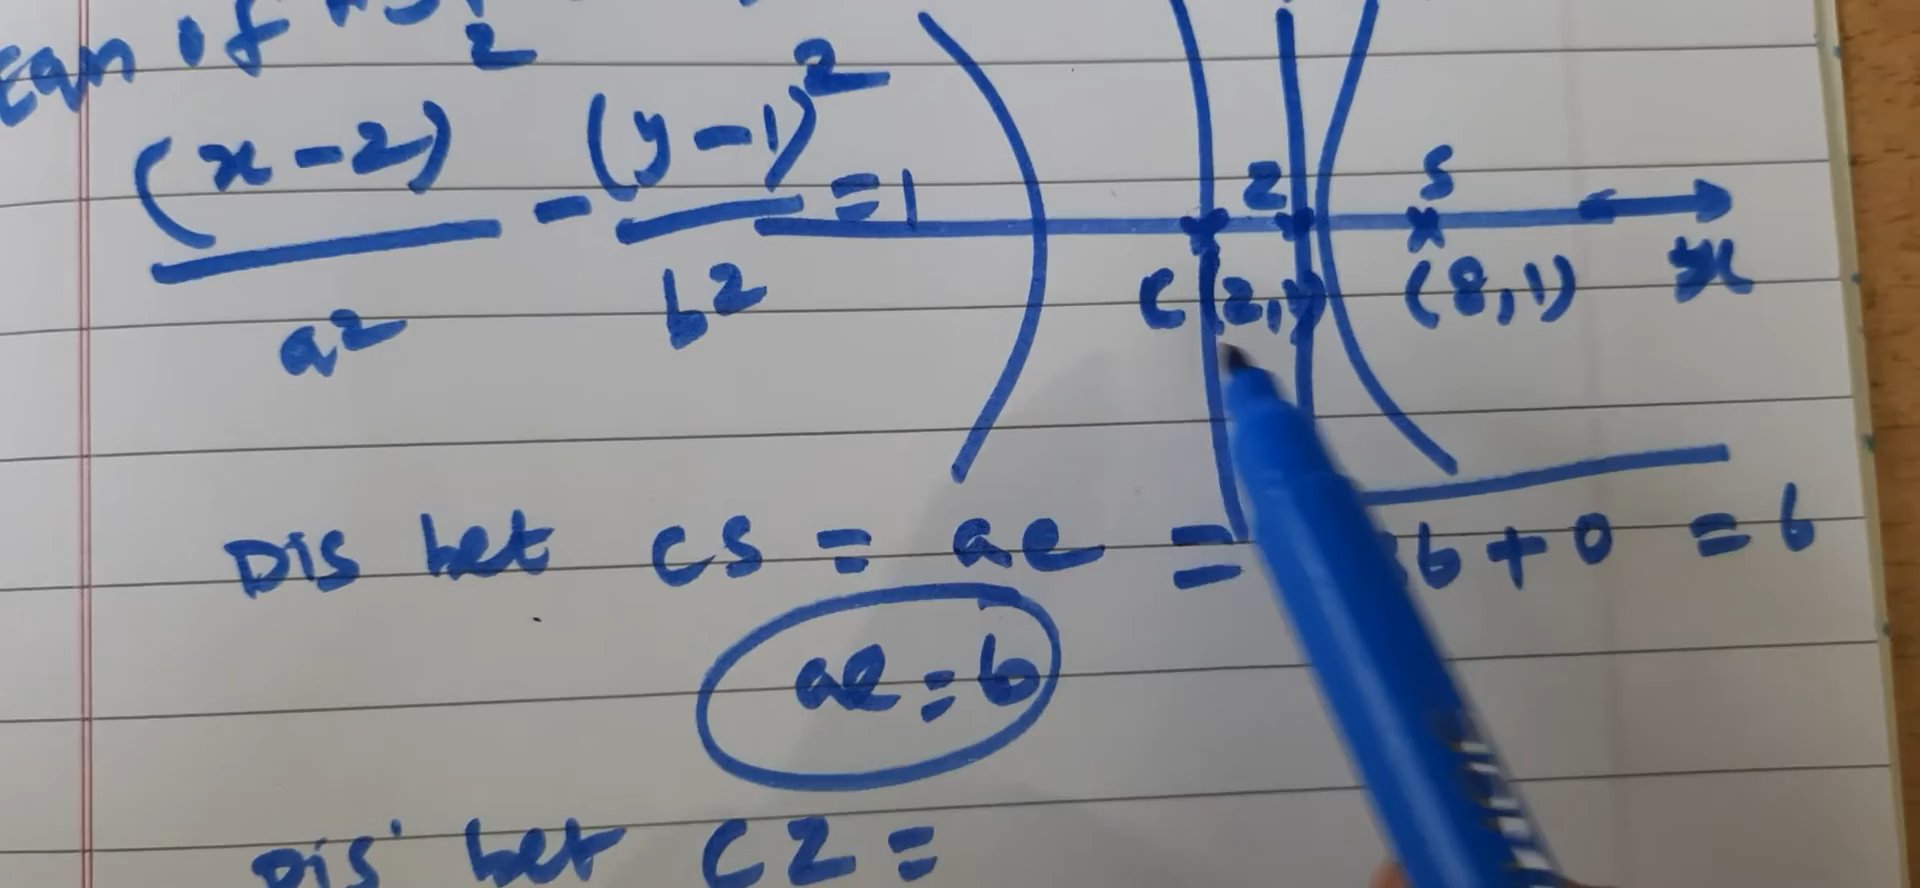 Eqn of
(x-2)² / a² - (y-1)² / b² = 1
Z S
C (2,1) (8,1) x
Dis bet CS = ae = 36+0 = 6
ae = 6
Dis bet CZ =